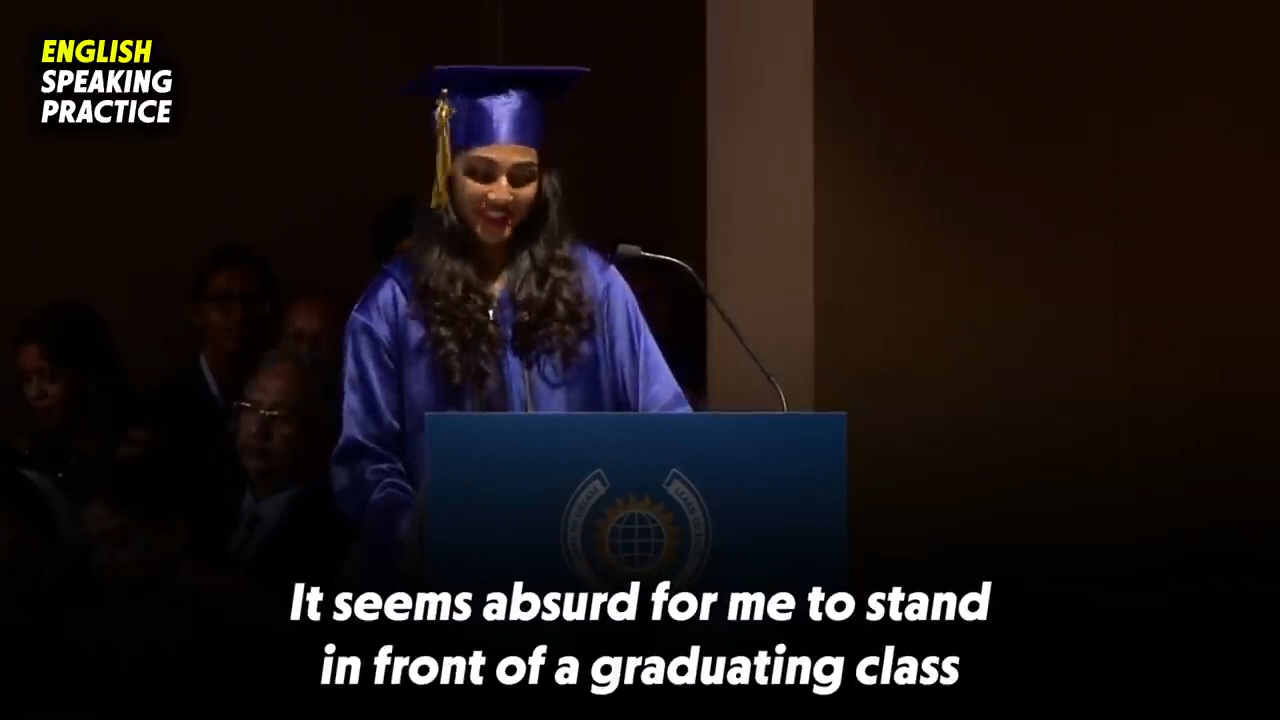 ENGLISH
SPEAKING
PRACTICE
It seems absurd for me to stand
in front of a graduating class